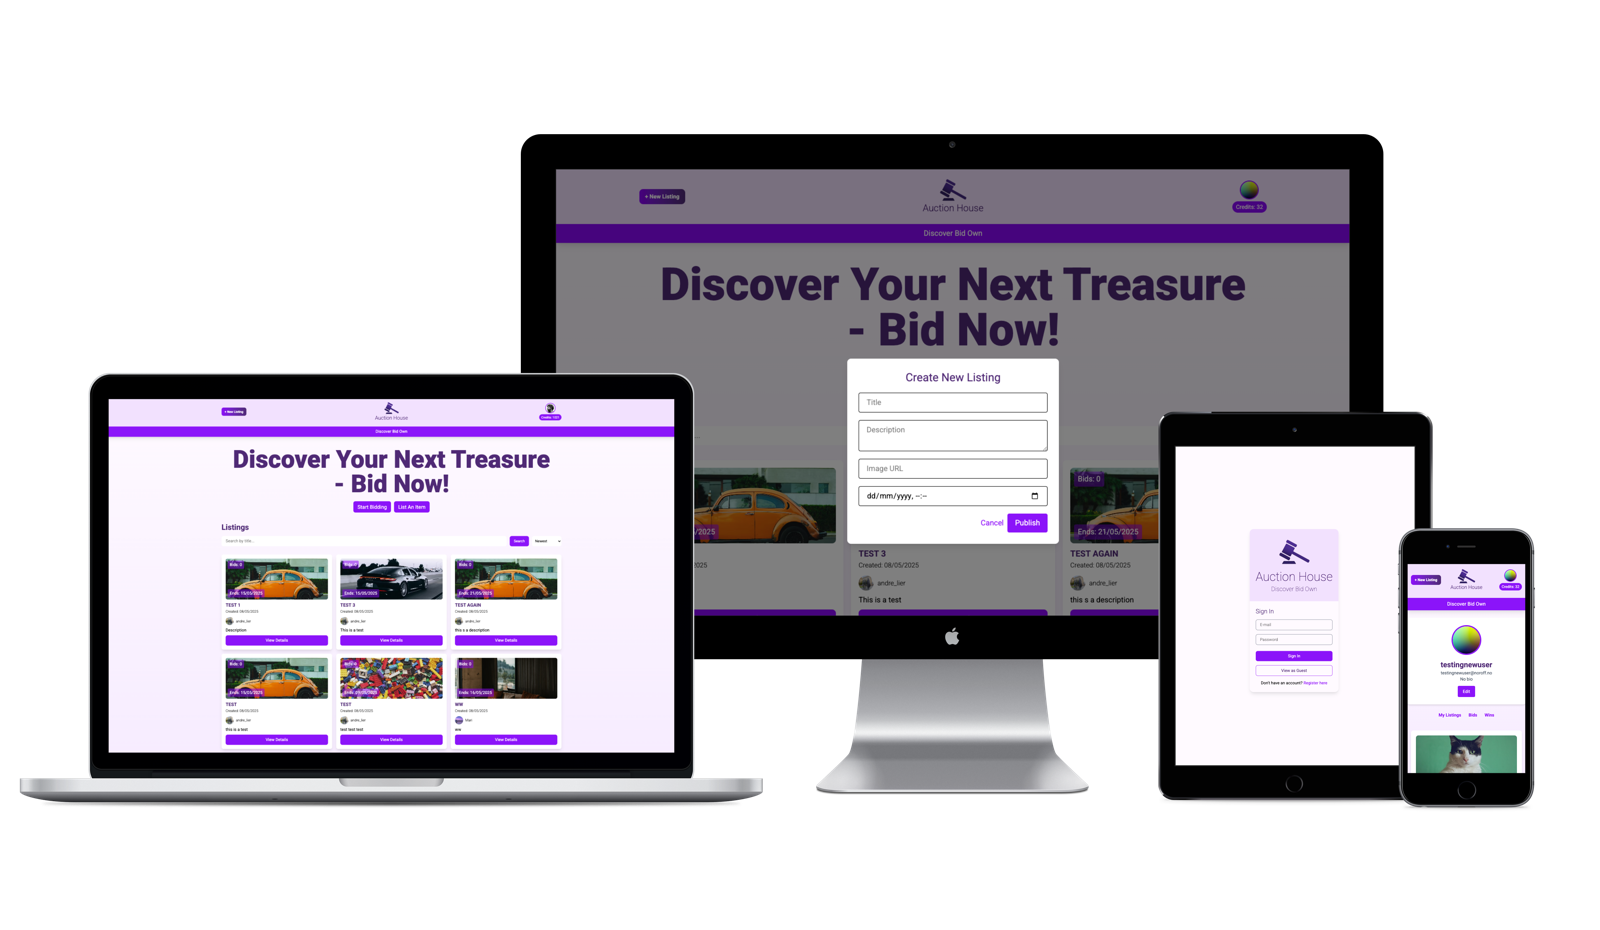 + New Listing
Auction House
Credits: 32
Discover Bid Own
Discover Your Next Treasure
- Bid Now!
Create New Listing
Title
Description
Image URL
dd/mm/yyyy, --:--
Cancel
Publish
Ends: 15/05/2025
Bids: 0
Ends: 21/05/2025
TEST 3
Created: 08/05/2025
andre_lier
This is a test
TEST AGAIN
Created: 08/05/2025
andre_lier
this is a description
+ New Listing
Auction House
Discover Bid Own
Discover Your Next Treasure
- Bid Now!
Start Bidding
List An Item
Listings
Search by title...
Search
Newest
Bids: 0
Ends: 15/05/2025
TEST 1
Created: 08/05/2025
andre_lier
Description
View Details
Bids: 0
Ends: 15/05/2025
TEST 3
Created: 08/05/2025
andre_lier
This is a test
View Details
Bids: 0
Ends: 21/05/2025
TEST AGAIN
Created: 08/05/2025
andre_lier
this is a description
View Details
Bids: 0
Ends: 15/05/2025
TEST
Created: 08/05/2025
andre_lier
this is a test
View Details
TEST
Created: 08/05/2025
andre_lier
test test test
View Details
Bids: 0
Ends: 14/05/2025
WW
Created: 08/05/2025
ww
View Details
Auction House
Discover Bid Own
Sign In
E-mail
Password
Sign In
View as Guest
Don't have an account? Register here
+ New Listing
Auction House
Credits: 32
Discover Bid Own
testingnewuser
testingnewuser@noroff.no
No bio
Edit
My Listings
Bids
Wins